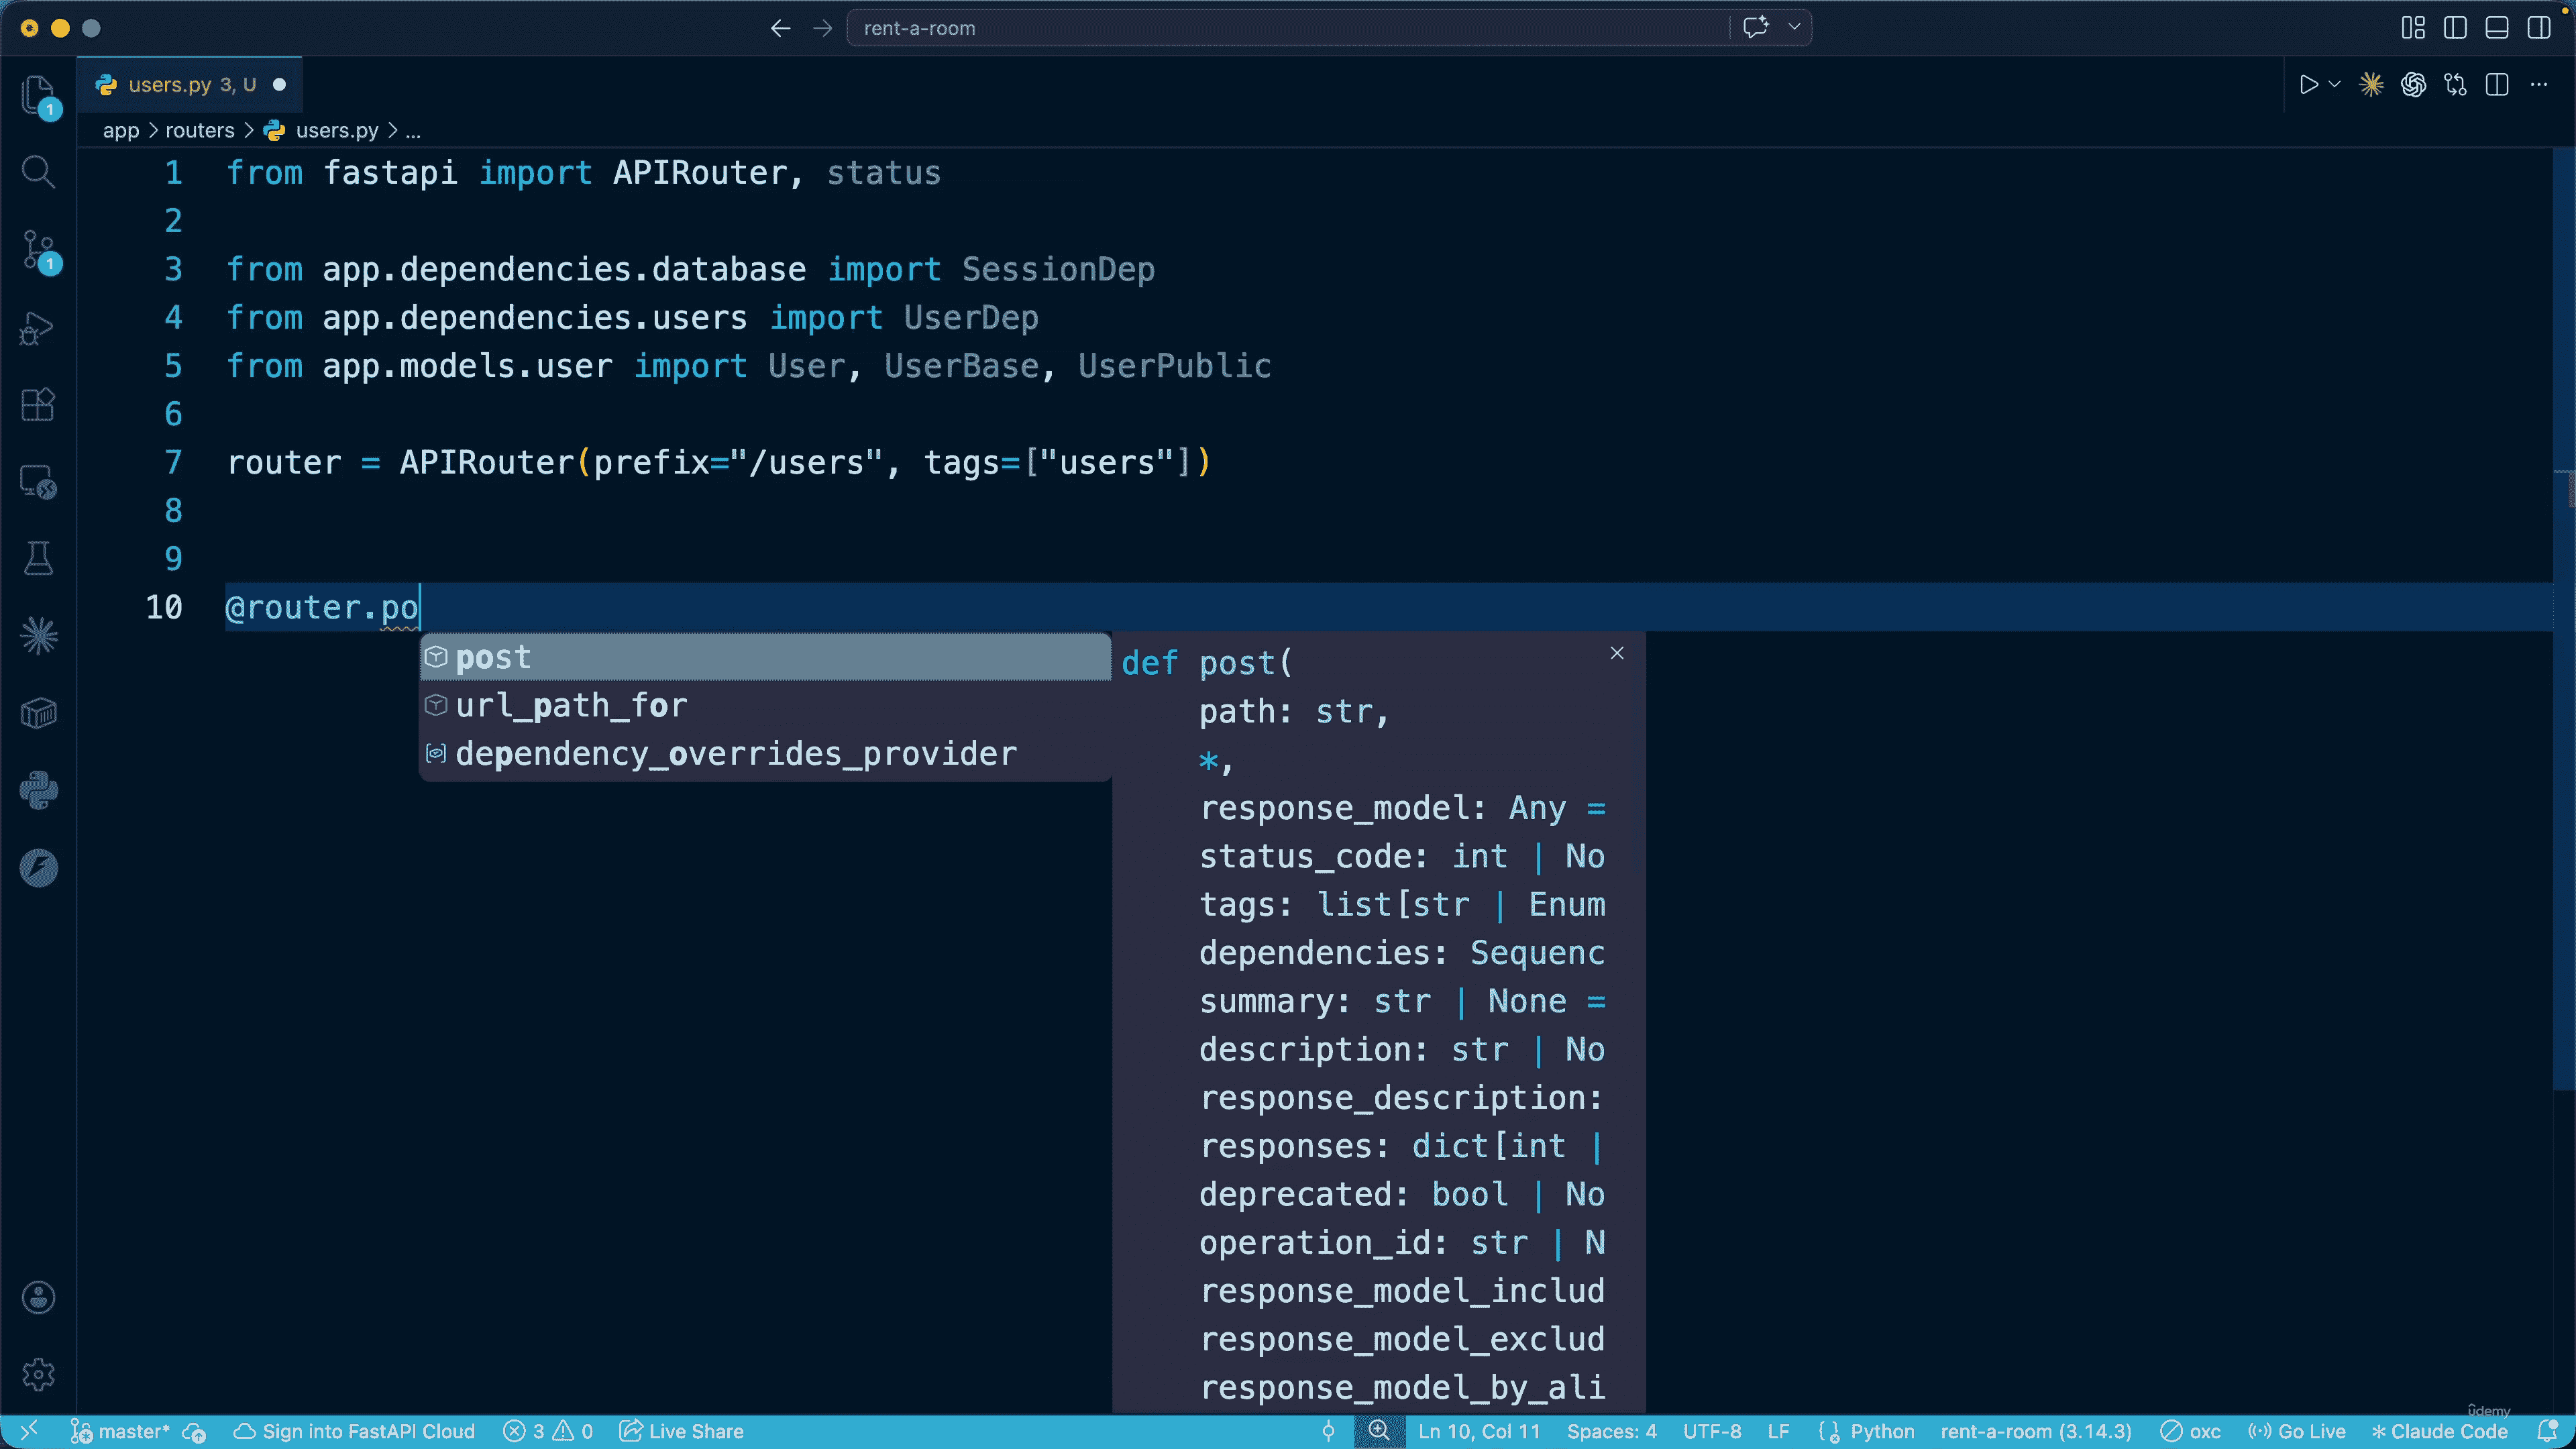 rent-a-room
users.py 3, U
app > routers > users.py > ...
1 from fastapi import APIRouter, status
2
3 from app.dependencies.database import SessionDep
4 from app.dependencies.users import UserDep
5 from app.models.user import User, UserBase, UserPublic
6
7 router = APIRouter(prefix="/users", tags=["users"])
8
9
10 @router.po
post
url_path_for
dependency_overrides_provider
def post(
path: str,
*,
response_model: Any =
status_code: int | No
tags: list[str | Enum
dependencies: Sequenc
summary: str | None =
description: str | No
response_description:
responses: dict[int |
deprecated: bool | No
operation_id: str | N
response_model_includ
response_model_exclud
response_model_by_ali
1
1
udemy
master* Sign into FastAPI Cloud 3 0 Live Share Ln 10, Col 11 Spaces: 4 UTF-8 LF Python rent-a-room (3.14.3) oxc Go Live Claude Code